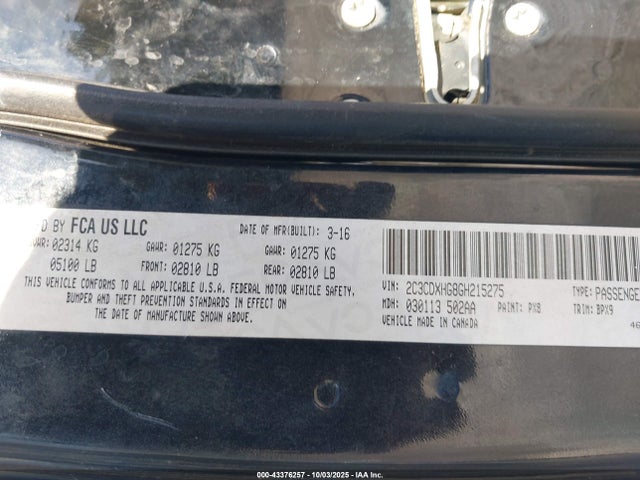 D BY FCA US LLC
DATE OF MFR(BUILT): 3-16
02314 KG GAWR: 01275 KG GAWR: 01275 KG
05100 LB FRONT: 02810 LB REAR: 02810 LB
THIS VEHICLE CONFORMS TO ALL APPLICABLE U.S.A. FEDERAL MOTOR VEHICLE SAFETY,
BUMPER AND THEFT PREVENTION STANDARDS IN EFFECT ON
THE DATE OF MANUFACTURE SHOWN ABOVE.
VIN: 2C3CDXHG8GH215275 TYPE: PASSENGE
MDH: 030113 502AA PAINT: PX8 TRIM: BPX9
VEHICLE MADE IN CANADA
46
000-43376257 - 10/03/2025 - IAA Inc.